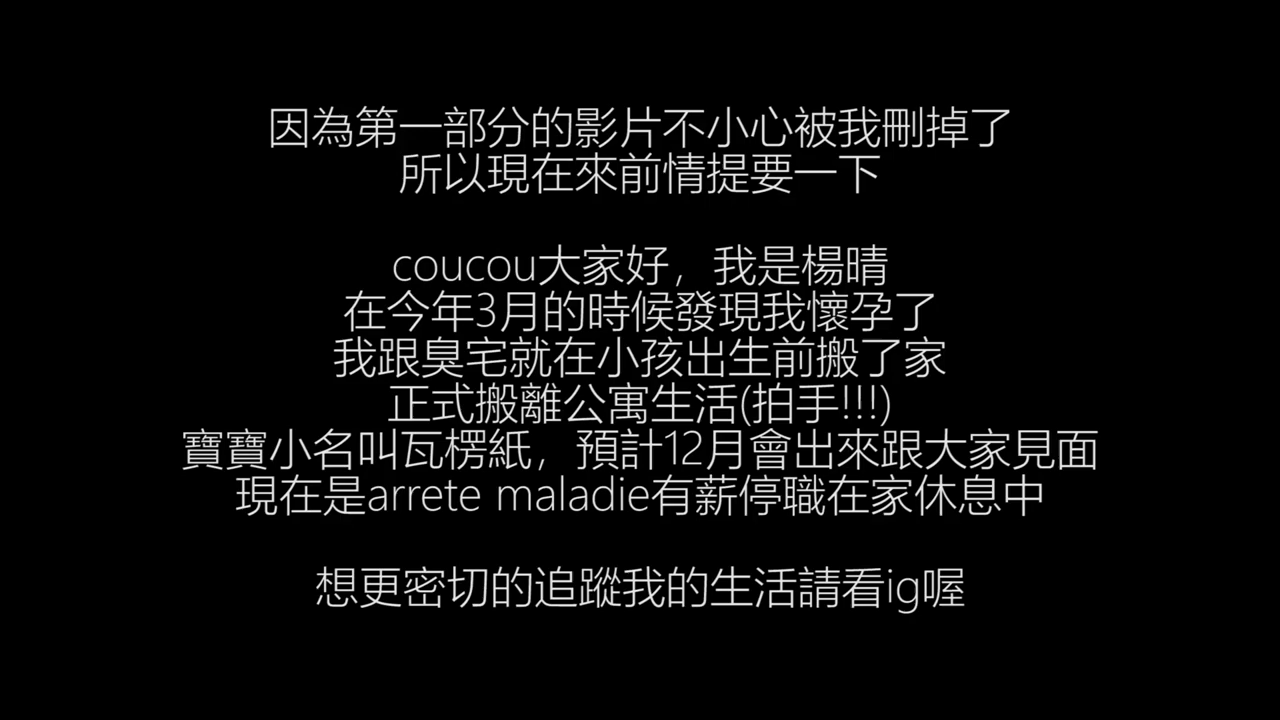 因為第一部分的影片不小心被我刪掉了
所以現在來前情提要一下
coucou大家好，我是楊晴
在今年3月的時候發現我懷孕了
我跟臭宅就在小孩出生前搬了家
正式搬離公寓生活(拍手!!!)
寶寶小名叫瓦楞紙，預計12月會出來跟大家見面
現在是arrete maladie有薪停職在家休息中
想更密切的追蹤我的生活請看ig喔